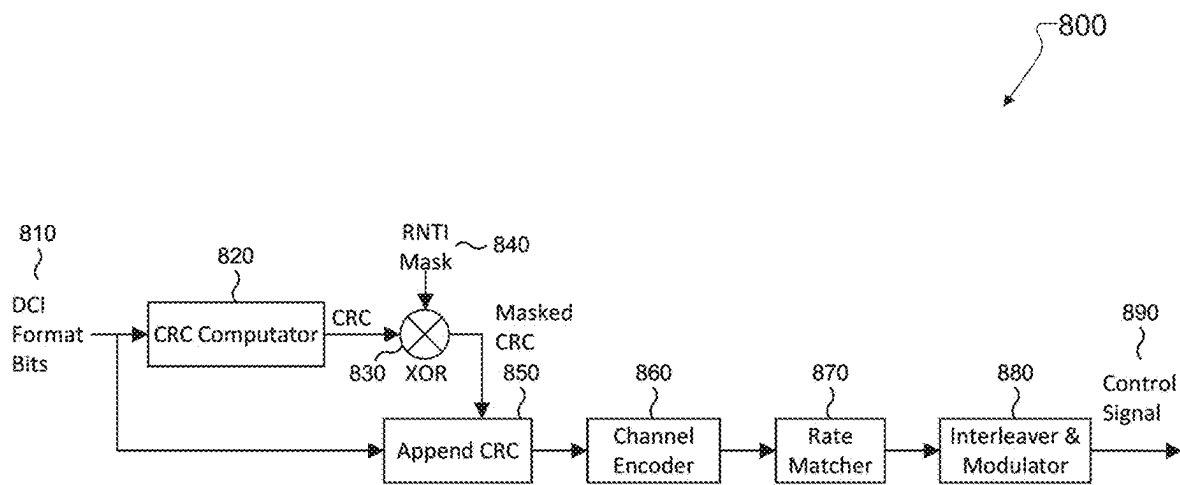 800
810
DCI
Format
Bits
820
CRC Computator
CRC
RNTI
Mask
840
830
XOR
Masked
CRC
850
Append CRC
860
Channel
Encoder
870
Rate
Matcher
880
Interleaver &
Modulator
890
Control
Signal